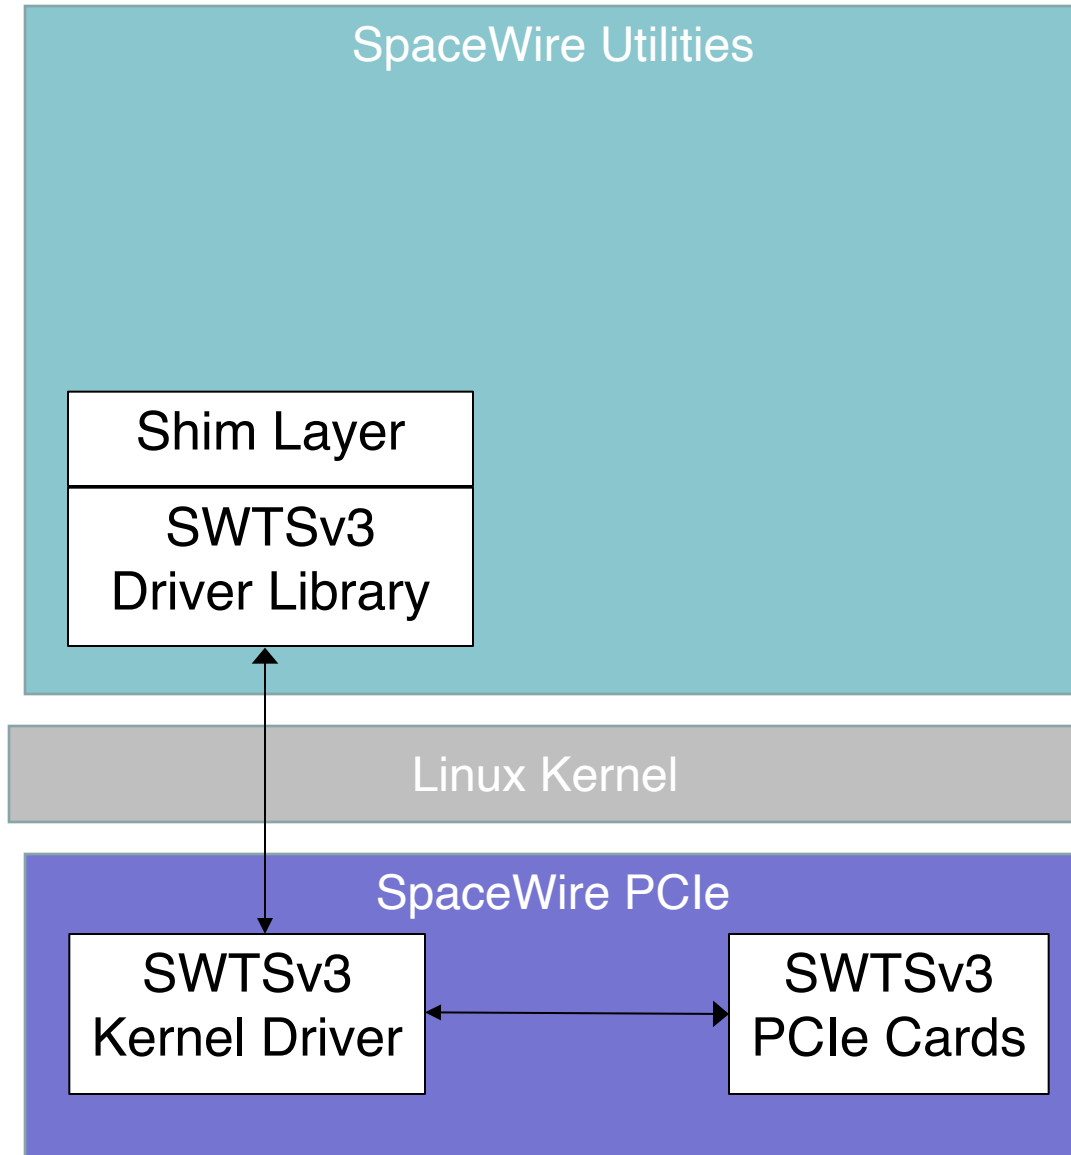 SpaceWire Utilities
Shim Layer
SWTSv3
Driver Library
Linux Kernel
SpaceWire PCIe
SWTSv3
Kernel Driver
SWTSv3
PCIe Cards